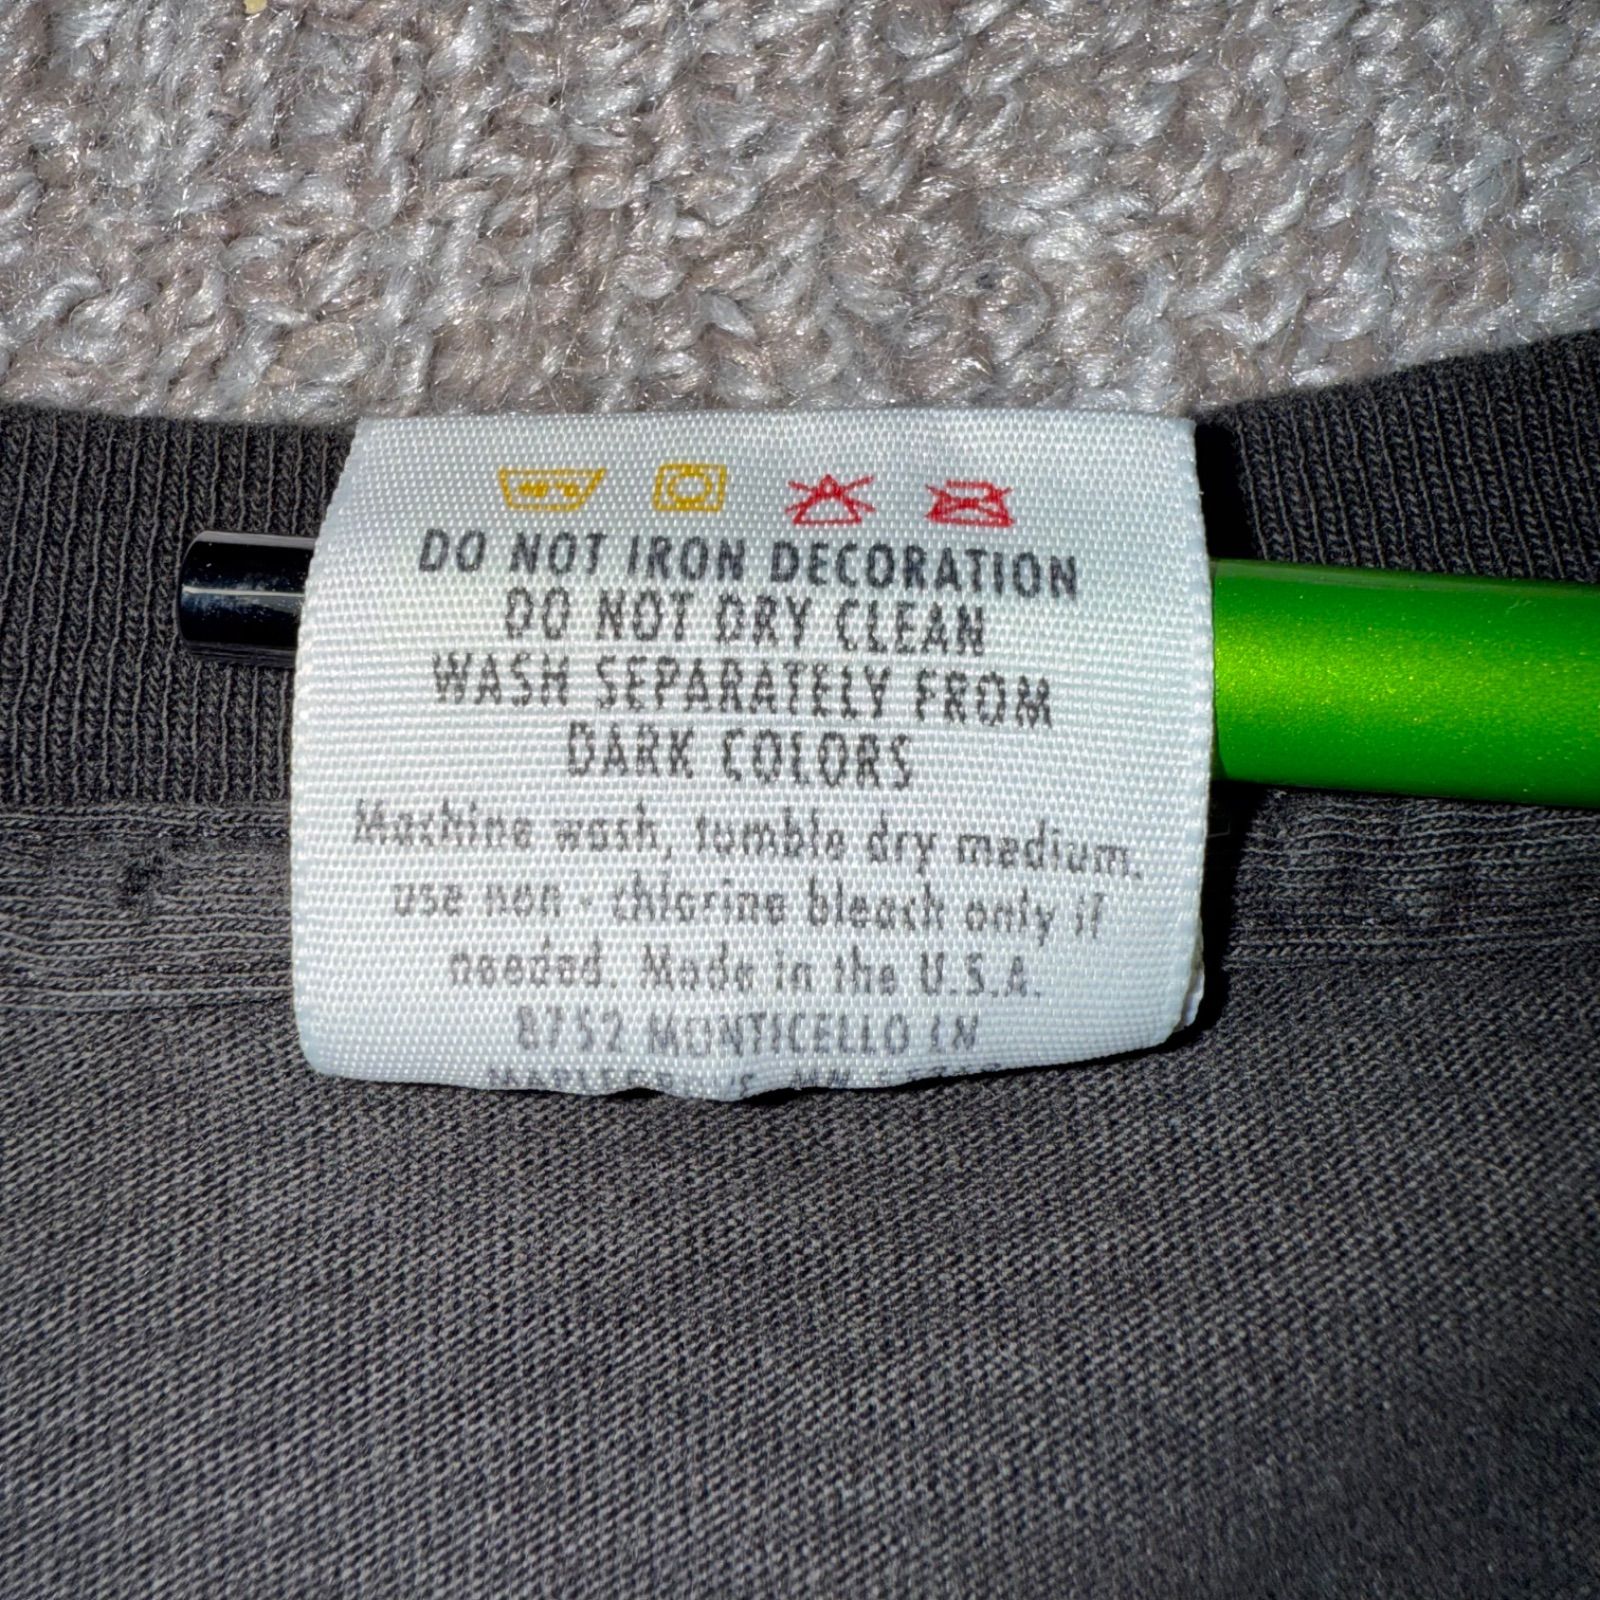 DO NOT IRON DECORATION
DO NOT DRY CLEAN
WASH SEPARATELY FROM
DARK COLORS
Machine wash, tumble dry medium.
use non - chlorine bleach only if
needed. Made in the U.S.A.
8752 MONTICELLO LN